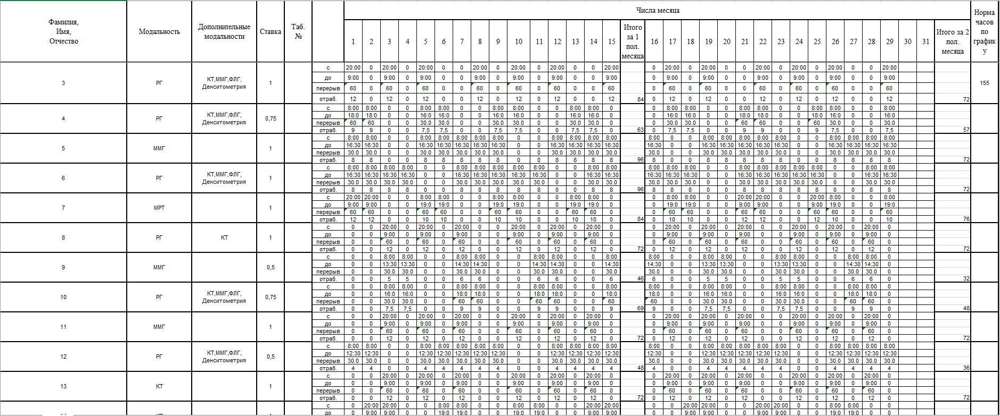 Фамилия,
Имя,
Отчество
Модальность
Дополнительные
модальности
Ставка
Таб.
№
Числа месяца
1 2 3 4 5 6 7 8 9 10 11 12 13 14 15
Итого
за 1
пол.
месяца
16 17 18 19 20 21 22 23 24 25 26 27 28 29 30 31
Итого за 2
пол.
месяца
Норма
часов
по
график
у
3 РГ КТ,ММГ,ФЛГ,
Денситометрия
1
с 20:00 0 20:00 0 20:00 0 0 20:00 0 20:00 0 20:00 0 0 20:00 0 20:00 0 20:00 0 0 20:00 0 20:00 0 20:00 0 0 20:00
до 9:00 0 9:00 0 9:00 0 0 9:00 0 9:00 0 9:00 0 0 9:00 0 9:00 0 9:00 0 0 9:00 0 9:00 0 9:00 0 0 9:00
перерыв 60 0 60 0 60 0 0 60 0 60 0 60 0 0 60 0 60 0 60 0 0 60 0 60 0 60 0 0 60
отраб. 12 0 12 0 12 0 0 12 0 12 0 12 0 0 12 84 0 12 0 12 0 0 12 0 12 0 12 0 0 12 72
155
4 РГ КТ,ММГ,ФЛГ,
Денситометрия
0,75
с 8:00 8:00 0 0 8:00 8:00 0 0 8:00 8:00 0 0 8:00 8:00 0 0 8:00 8:00 0 0 8:00 8:00 0 0 8:00 8:00 0 0 8:00
до 18:0 18:0 0 0 16:0 16:0 0 0 16:0 16:0 0 0 16:0 16:0 0 0 16:0 16:0 0 0 18:0 18:0 0 0 18:0 16:0 0 0 16:0
перерыв 60 60 0 0 30.0 30.0 0 0 30.0 30.0 0 0 30.0 30.0 0 0 30.0 30.0 0 0 60 60 0 0 60 30.0 0 0 30.0
отраб. 9 9 0 0 7,5 7,5 0 0 7,5 7,5 0 0 7,5 7,5 0 63 0 7,5 7,5 0 0 9 9 0 0 9 7,5 0 0 7,5 57
5 ММГ 1
с 8:00 8:00 0 0 8:00 8:00 8:00 8:00 8:00 0 0 8:00 8:00 8:00 8:00 8:00 0 0 8:00 8:00 8:00 8:00 8:00 0 0 8:00 8:00 8:00 8:00
до 16:30 16:30 0 0 16:30 16:30 16:30 16:30 16:30 0 0 16:30 16:30 16:30 16:30 16:30 0 0 16:30 16:30 16:30 16:30 16:30 0 0 16:30 16:30 16:30 16:30
перерыв 30.0 30.0 0 0 30.0 30.0 30.0 30.0 30.0 0 0 30.0 30.0 30.0 30.0 30.0 0 0 30.0 30.0 30.0 30.0 30.0 0 0 30.0 30.0 30.0 30.0
отраб. 8 8 0 0 8 8 8 8 8 0 0 8 8 8 8 96 8 0 0 8 8 8 8 8 0 0 8 8 8 8 72
6 РГ КТ,ММГ,ФЛГ,
Денситометрия
1
с 8:00 8:00 8:00 8:00 0 0 8:00 8:00 8:00 8:00 8:00 0 0 8:00 8:00 8:00 8:00 8:00 0 0 8:00 8:00 8:00 8:00 8:00 0 0 8:00 8:00
до 16:30 16:30 16:30 16:30 0 0 16:30 16:30 16:30 16:30 16:30 0 0 16:30 16:30 16:30 16:30 16:30 0 0 16:30 16:30 16:30 16:30 16:30 0 0 16:30 16:30
перерыв 30.0 30.0 30.0 30.0 0 0 30.0 30.0 30.0 30.0 30.0 0 0 30.0 30.0 30.0 30.0 30.0 0 0 30.0 30.0 30.0 30.0 30.0 0 0 30.0 30.0
отраб. 8 8 8 8 0 0 8 8 8 8 8 0 0 8 8 96 8 8 8 0 0 8 8 8 8 8 0 0 8 8 72
7 МРТ 1
с 20:00 20:00 0 0 8:00 8:00 0 0 8:00 8:00 0 0 8:00 8:00 0 0 8:00 8:00 0 0 20:00 20:00 0 0 20:00 8:00 0 0 8:00
до 9:00 9:00 0 0 19:0 19:0 0 0 19:0 19:0 0 0 19:0 19:0 0 0 19:0 19:0 0 0 9:00 9:00 0 0 9:00 19:0 0 0 19:0
перерыв 60 60 0 0 60 60 0 0 60 60 0 0 60 60 0 0 60 60 0 0 60 60 0 0 60 60 0 0 60
отраб. 12 12 0 0 10 10 0 0 10 10 0 0 10 10 0 84 0 10 10 0 0 12 12 0 0 12 10 0 0 10 76
8 РГ КТ 1
с 0 0 20:00 0 20:00 0 20:00 0 0 20:00 0 20:00 0 20:00 0 0 20:00 0 20:00 0 20:00 0 0 20:00 0 20:00 0 20:00 0
до 0 0 9:00 0 9:00 0 9:00 0 0 9:00 0 9:00 0 9:00 0 0 9:00 0 9:00 0 9:00 0 0 9:00 0 9:00 0 9:00 0
перерыв 0 0 60 0 60 0 60 0 0 60 0 60 0 60 0 0 60 0 60 0 60 0 0 60 0 60 0 60 0
отраб. 0 0 12 0 12 0 12 0 0 12 0 12 0 12 0 72 0 12 0 12 0 12 0 0 12 0 12 0 12 0 72
9 ММГ 0,5
с 0 0 8:00 8:00 0 0 8:00 8:00 0 0 8:00 8:00 0 0 8:00 8:00 0 0 8:00 8:00 0 0 8:00 8:00 0 0 8:00 8:00 0
до 0 0 13:30 13:30 0 0 14:30 14:30 0 0 14:30 14:30 0 0 14:30 14:30 0 0 13:30 13:30 0 0 13:30 13:30 0 0 14:30 14:30 0
перерыв 0 0 30.0 30.0 0 0 30.0 30.0 0 0 30.0 30.0 0 0 30.0 30.0 0 0 30.0 30.0 0 0 30.0 30.0 0 0 30.0 30.0 0
отраб. 0 0 5 5 0 0 6 6 0 0 6 6 0 0 6 46 6 0 0 5 5 0 0 5 5 0 0 6 6 0 32
10 РГ КТ,ММГ,ФЛГ,
Денситометрия
0,75
с 0 0 8:00 8:00 0 0 8:00 8:00 0 0 8:00 8:00 0 0 8:00 8:00 0 0 8:00 8:00 0 0 8:00 8:00 0 0 8:00 8:00 0
до 0 0 16:0 16:0 0 0 18:0 18:0 0 0 18:0 18:0 0 0 18:0 18:0 0 0 16:0 16:0 0 0 16:0 16:0 0 0 18:0 18:0 0
перерыв 0 0 30.0 30.0 0 0 60 60 0 0 60 60 0 0 60 60 0 0 30.0 30.0 0 0 30.0 30.0 0 0 60 60 0
отраб. 0 0 7,5 7,5 0 0 9 9 0 0 9 9 0 0 9 69 9 0 0 7,5 7,5 0 0 7,5 7,5 0 0 9 9 0 48
11 ММГ 1
с 0 0 20:00 0 20:00 0 20:00 0 0 20:00 0 20:00 0 20:00 0 0 20:00 0 20:00 0 20:00 0 0 20:00 0 20:00 0 20:00 0
до 0 0 9:00 0 9:00 0 9:00 0 0 9:00 0 9:00 0 9:00 0 0 9:00 0 9:00 0 9:00 0 0 9:00 0 9:00 0 9:00 0
перерыв 0 0 60 0 60 0 60 0 0 60 0 60 0 60 0 0 60 0 60 0 60 0 0 60 0 60 0 60 0
отраб. 0 0 12 0 12 0 12 0 0 12 0 12 0 12 0 72 0 12 0 12 0 12 0 0 12 0 12 0 12 0 72
12 РГ КТ,ММГ,ФЛГ,
Денситометрия
0,5
с 8:00 8:00 0 0 8:00 8:00 8:00 8:00 8:00 0 0 8:00 8:00 8:00 8:00 8:00 0 0 8:00 8:00 8:00 8:00 8:00 0 0 8:00 8:00 8:00 8:00
до 12:30 12:30 0 0 12:30 12:30 12:30 12:30 12:30 0 0 12:30 12:30 12:30 12:30 12:30 0 0 12:30 12:30 12:30 12:30 12:30 0 0 12:30 12:30 12:30 12:30
перерыв 30.0 30.0 0 0 30.0 30.0 30.0 30.0 30.0 0 0 30.0 30.0 30.0 30.0 30.0 0 0 30.0 30.0 30.0 30.0 30.0 0 0 30.0 30.0 30.0 30.0
отраб. 4 4 0 0 4 4 4 4 4 0 0 4 4 4 4 48 4 0 0 4 4 4 4 4 0 0 4 4 4 4 36
13 КТ 1
с 0 0 20:00 0 20:00 0 20:00 0 0 20:00 0 20:00 0 20:00 0 0 20:00 0 20:00 0 20:00 0 0 20:00 0 20:00 0 20:00 0
до 0 0 9:00 0 9:00 0 9:00 0 0 9:00 0 9:00 0 9:00 0 0 9:00 0 9:00 0 9:00 0 0 9:00 0 9:00 0 9:00 0
перерыв 0 0 60 0 60 0 60 0 0 60 0 60 0 60 0 0 60 0 60 0 60 0 0 60 0 60 0 60 0
отраб. 0 0 12 0 12 0 12 0 0 12 0 12 0 12 0 72 0 12 0 12 0 12 0 0 12 0 12 0 12 0 72
с 0 20:00 20:00 0 0 8:00 8:00 0 0 8:00 8:00 0 0 20:00 20:00 0 0 20:00 20:00 0 0 20:00 20:00 0 0 8:00 8:00 0 0
до 0 9:00 9:00 0 0 19:0 19:0 0 0 19:0 19:0 0 0 9:00 9:00 0 0 9:00 9:00 0 0 9:00 9:00 0 0 19:0 19:0 0 0